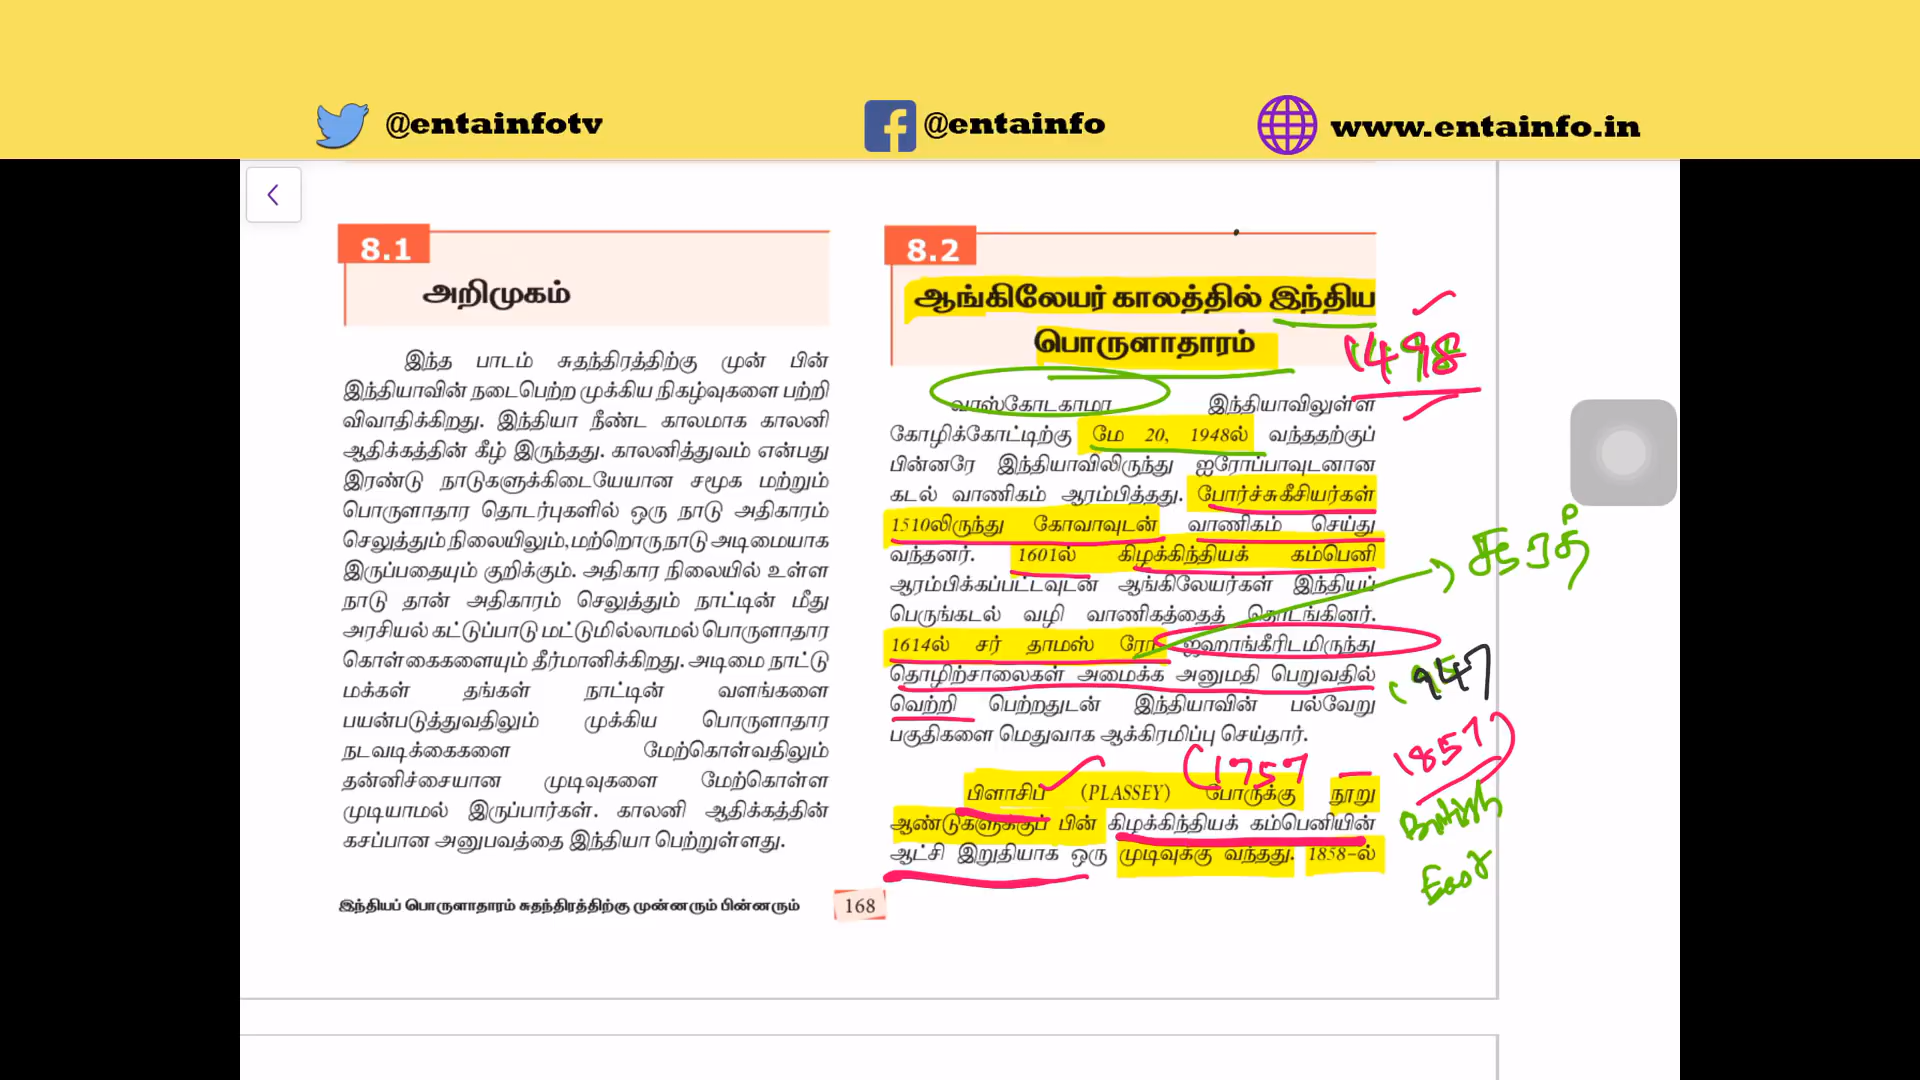 @entainfotv
@entainfo
www.entainfo.in
8.1
அறிமுகம்
இந்த பாடம் சுதந்திரத்திற்கு முன் பின்
இந்தியாவின் நடைபெற்ற முக்கிய நிகழ்வுகளை பற்றி
விவாதிக்கிறது. இந்தியா நீண்ட காலமாக காலனி
ஆதிக்கத்தின் கீழ் இருந்தது. காலனித்துவம் என்பது
இரண்டு நாடுகளுக்கிடையேயான சமூக மற்றும்
பொருளாதார தொடர்புகளில் ஒரு நாடு அதிகாரம்
செலுத்தும் நிலையிலும்,மற்றொரு நாடு அடிமையாக
இருப்பதையும் குறிக்கும். அதிகார நிலையில் உள்ள
நாடு தான் அதிகாரம் செலுத்தும் நாட்டின் மீது
அரசியல் கட்டுப்பாடு மட்டுமில்லாமல் பொருளாதார
கொள்கைகளையும் தீர்மானிக்கிறது. அடிமை நாட்டு
மக்கள் தங்கள் நாட்டின் வளங்களை
பயன்படுத்துவதிலும் முக்கிய பொருளாதார
நடவடிக்கைகளை மேற்கொள்வதிலும்
தன்னிச்சையான முடிவுகளை மேற்கொள்ள
முடியாமல் இருப்பார்கள். காலனி ஆதிக்கத்தின்
கசப்பான அனுபவத்தை இந்தியா பெற்றுள்ளது.
இந்தியப் பொருளாதாரம் சுதந்திரத்திற்கு முன்னரும் பின்னரும்
168
8.2
ஆங்கிலேயர் காலத்தில் இந்திய
பொருளாதாரம்
1498
வாஸ்கோடகாமா இந்தியாவிலுள்ள
கோழிக்கோட்டிற்கு மே 20, 1948ல் வந்ததற்குப்
பின்னரே இந்தியாவிலிருந்து ஐரோப்பாவுடனான
கடல் வாணிகம் ஆரம்பித்தது. போர்ச்சுகீசியர்கள்
1510லிருந்து கோவாவுடன் வாணிகம் செய்து
வந்தனர். 1601ல் கிழக்கிந்தியக் கம்பெனி
ஆரம்பிக்கப்பட்டவுடன் ஆங்கிலேயர்கள் இந்தியப்
பெருங்கடல் வழி வாணிகத்தைத் தொடங்கினர்.
1614ல் சர் தாமஸ் ரோ ஜஹாங்கீரிடமிருந்து
தொழிற்சாலைகள் அமைக்க அனுமதி பெறுவதில்
வெற்றி பெற்றதுடன் இந்தியாவின் பல்வேறு
பகுதிகளை மெதுவாக ஆக்கிரமிப்பு செய்தார்.
1947
(1757 – 1857)
பிளாசிப் (PLASSEY) போருக்கு நூறு
ஆண்டுகளுக்குப் பின் கிழக்கிந்தியக் கம்பெனியின்
ஆட்சி இறுதியாக ஒரு முடிவுக்கு வந்தது. 1858-ல்
British